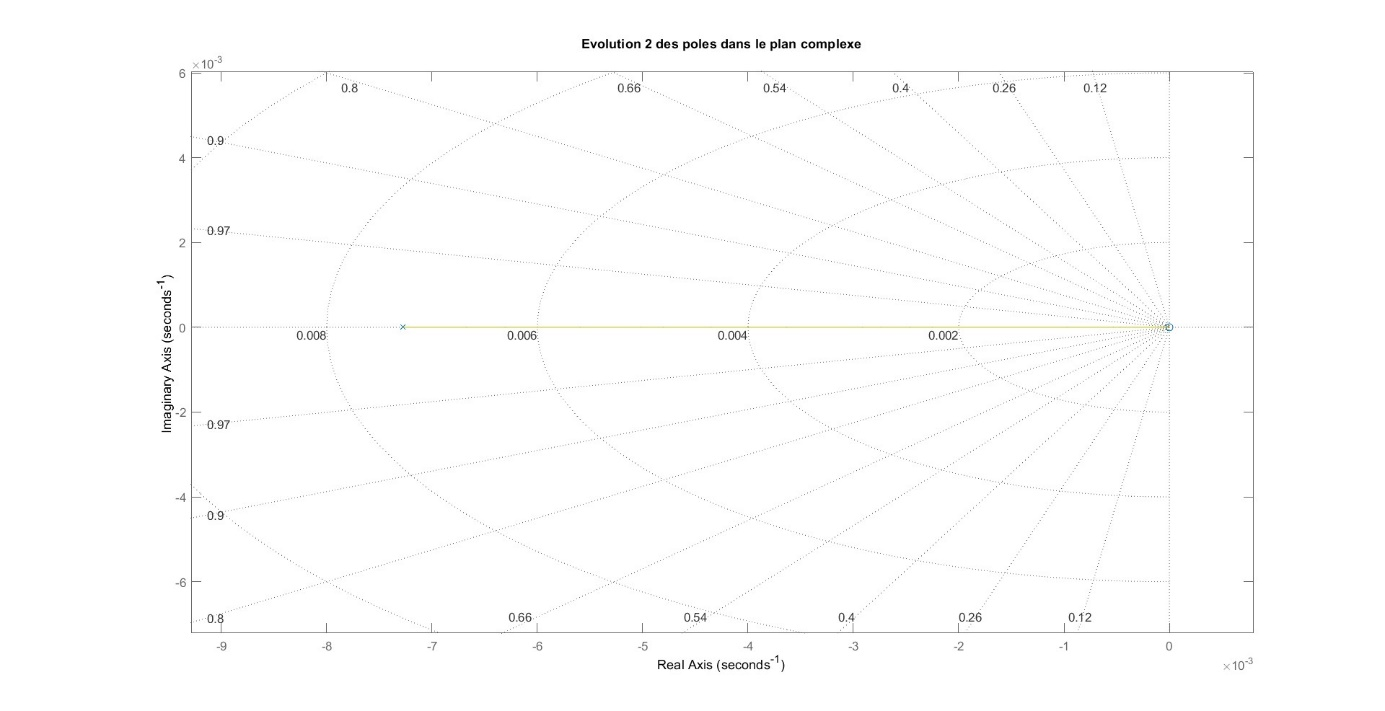 Evolution 2 des poles dans le plan complexe
×10⁻³
6
0.8 0.66 0.54 0.4 0.26 0.12
0.9
4
0.97
2
Imaginary Axis (seconds⁻¹)
0
0.008 0.006 0.004 0.002
-2
0.97
-4
0.9
-6
0.8 0.66 0.54 0.4 0.26 0.12
-9 -8 -7 -6 -5 -4 -3 -2 -1 0
Real Axis (seconds⁻¹)
×10⁻³